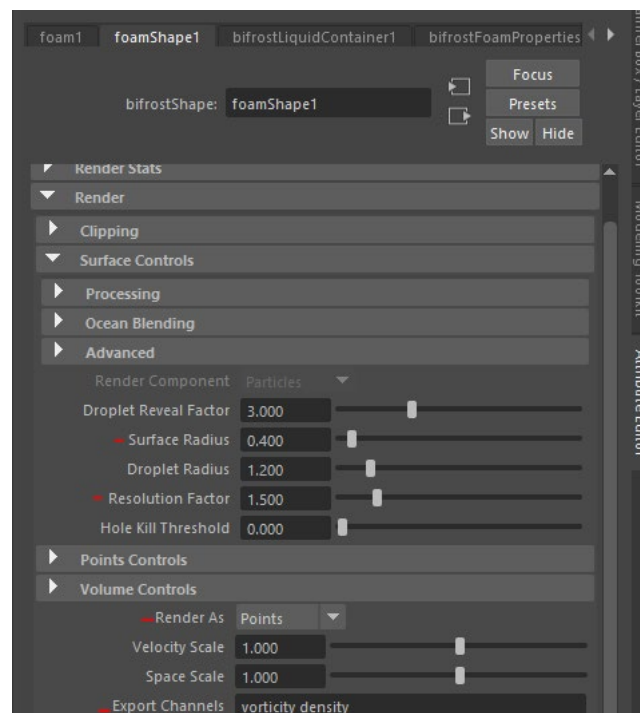 foam1 foamShape1 bifrostLiquidContainer1 bifrostFoamProperties
bifrostShape: foamShape1
Focus
Presets
Show Hide
Render Stats
Render
Clipping
Surface Controls
Processing
Ocean Blending
Advanced
Render Component Particles
Droplet Reveal Factor 3.000
Surface Radius 0.400
Droplet Radius 1.200
Resolution Factor 1.500
Hole Kill Threshold 0.000
Points Controls
Volume Controls
Render As Points
Velocity Scale 1.000
Space Scale 1.000
Export Channels vorticity density
Layer Editor
Modeling Toolkit
Attribute Editor